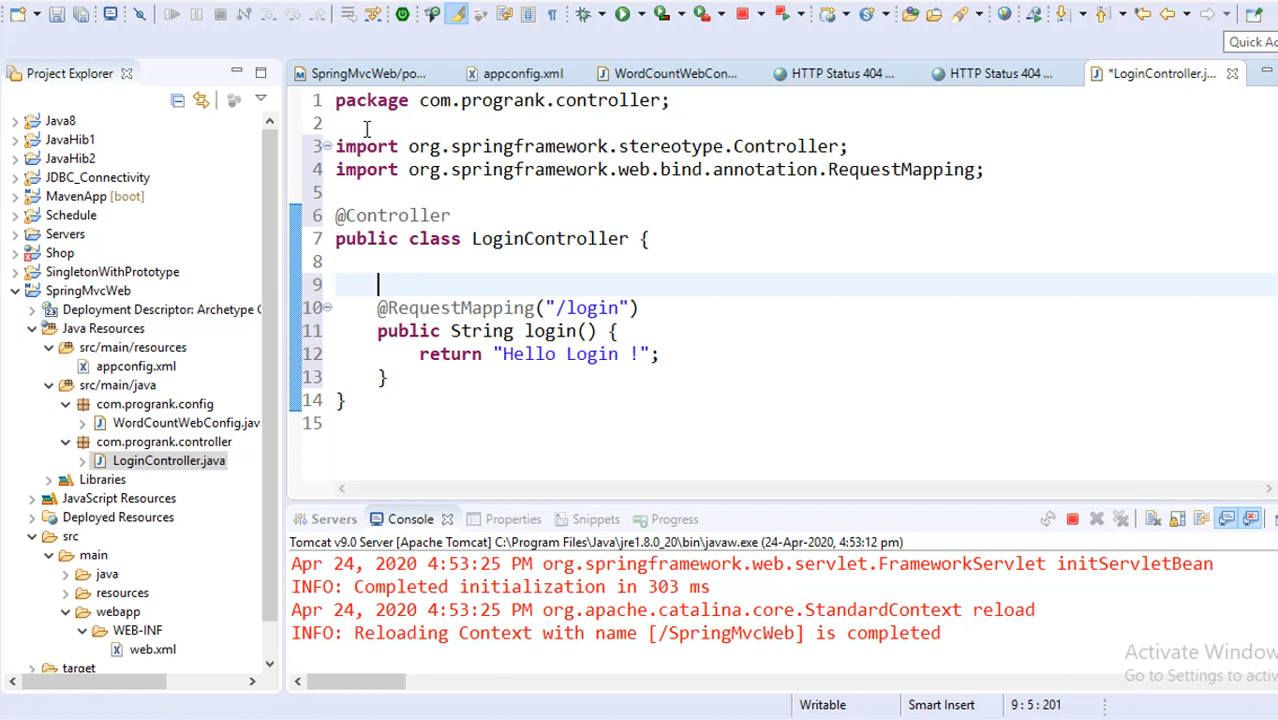 Quick Ac
Project Explorer
SpringMvcWeb/po...
appconfig.xml
WordCountWebCon...
HTTP Status 404 ...
HTTP Status 404 ...
*LoginController.j...
Java8
JavaHib1
JavaHib2
JDBC_Connectivity
MavenApp [boot]
Schedule
Servers
Shop
SingletonWithPrototype
SpringMvcWeb
Deployment Descriptor: Archetype C
Java Resources
src/main/resources
appconfig.xml
src/main/java
com.progrank.config
WordCountWebConfig.jav
com.progrank.controller
LoginController.java
Libraries
JavaScript Resources
Deployed Resources
src
main
java
resources
webapp
WEB-INF
web.xml
target
1 package com.progrank.controller;
2
3 import org.springframework.stereotype.Controller;
4 import org.springframework.web.bind.annotation.RequestMapping;
5
6 @Controller
7 public class LoginController {
8
9
10 @RequestMapping("/login")
11 public String login() {
12 return "Hello Login !";
13 }
14 }
15
Servers
Console
Properties
Snippets
Progress
Tomcat v9.0 Server [Apache Tomcat] C:\Program Files\Java\jre1.8.0_20\bin\javaw.exe (24-Apr-2020, 4:53:12 pm)
Apr 24, 2020 4:53:25 PM org.springframework.web.servlet.FrameworkServlet initServletBean
INFO: Completed initialization in 303 ms
Apr 24, 2020 4:53:25 PM org.apache.catalina.core.StandardContext reload
INFO: Reloading Context with name [/SpringMvcWeb] is completed
Activate Window
Go to Settings to activ
Writable
Smart Insert
9 : 5 : 201